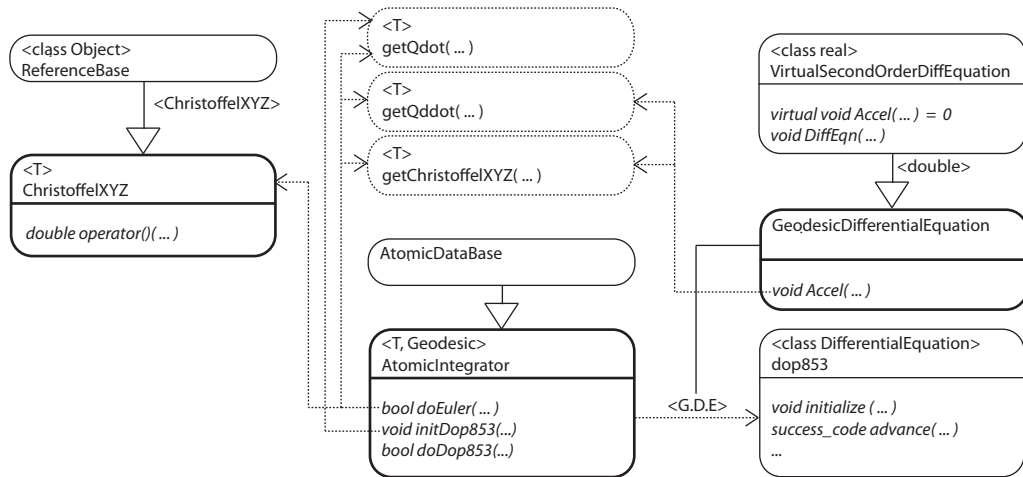 <class Object>
ReferenceBase
<ChristoffelXYZ>
<T>
ChristoffelXYZ
double operator()( ... )
<T>
getQdot( ... )
<T>
getQddot( ... )
<T>
getChristoffelXYZ( ... )
<class real>
VirtualSecondOrderDiffEquation
virtual void Accel( ... ) = 0
void DiffEqn( ... )
<double>
GeodesicDifferentialEquation
void Accel( ... )
AtomicDataBase
<T, Geodesic>
AtomicIntegrator
bool doEuler( ... )
void initDop853(...)
bool doDop853(...)
<G.D.E>
<class DifferentialEquation>
dop853
void initialize ( ... )
success_code advance( ... )
...